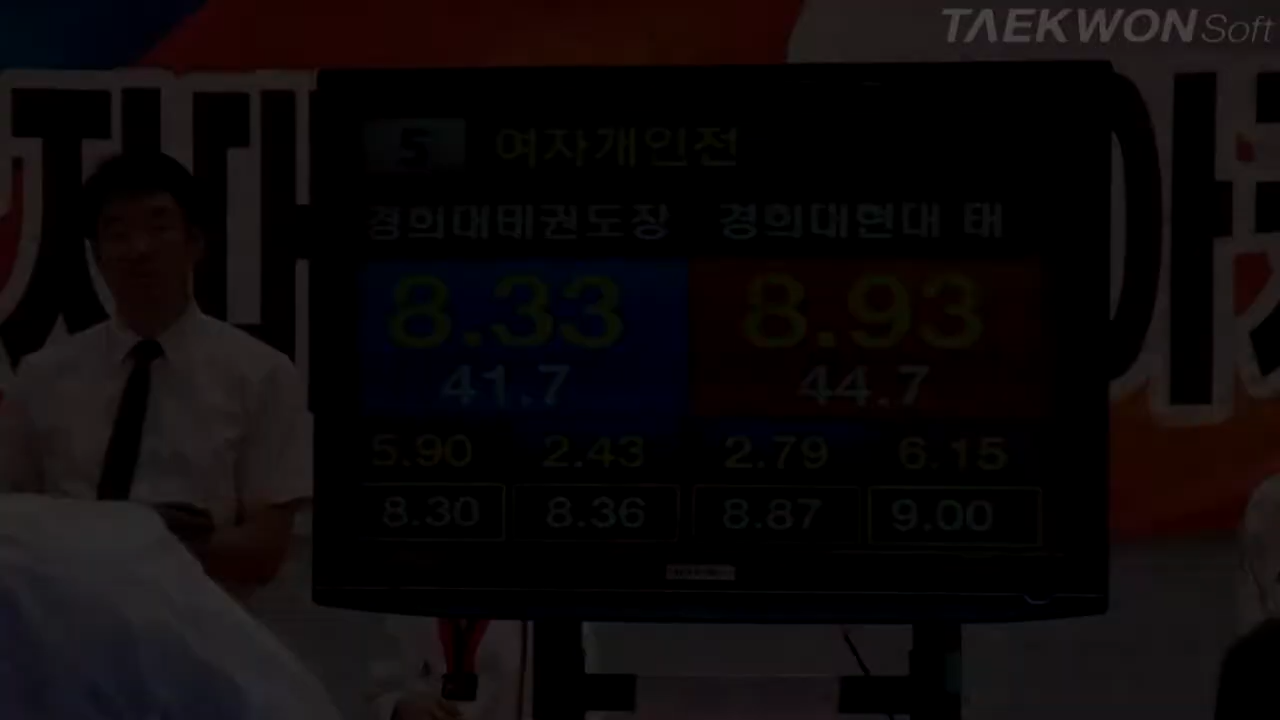 TAEKWON Soft
5 여자개인전
경희대비권도장 경희대현대 태
8.33 8.93
41.7 44.7
5.90 2.43 2.79 6.15
8.30 8.36 8.87 9.00